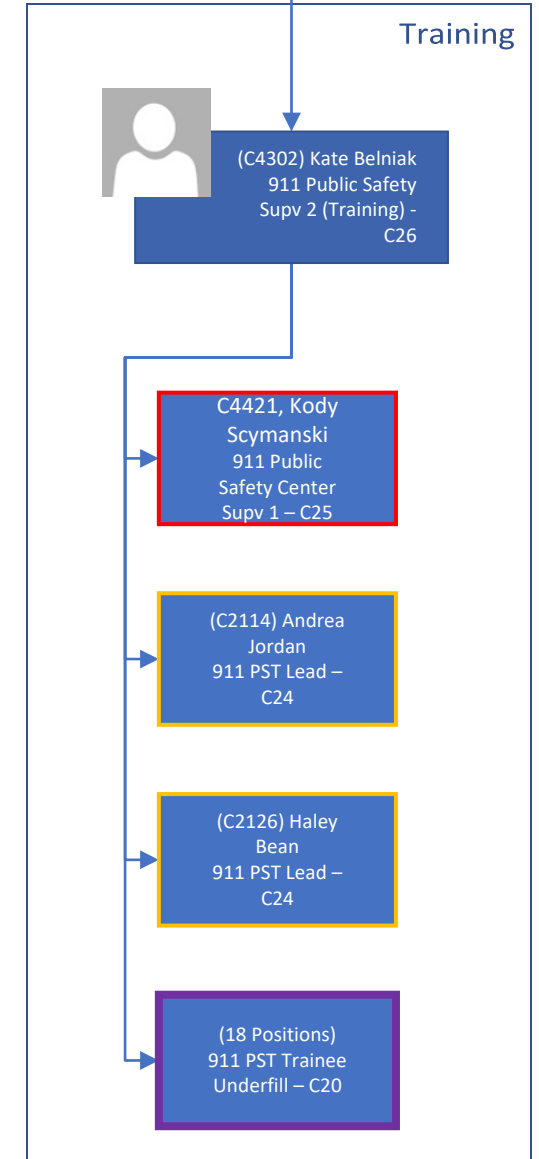 Training
(C4302) Kate Belniak
911 Public Safety
Supv 2 (Training) -
C26
C4421, Kody
Scymanski
911 Public
Safety Center
Supv 1 – C25
(C2114) Andrea
Jordan
911 PST Lead –
C24
(C2126) Haley
Bean
911 PST Lead –
C24
(18 Positions)
911 PST Trainee
Underfill – C20